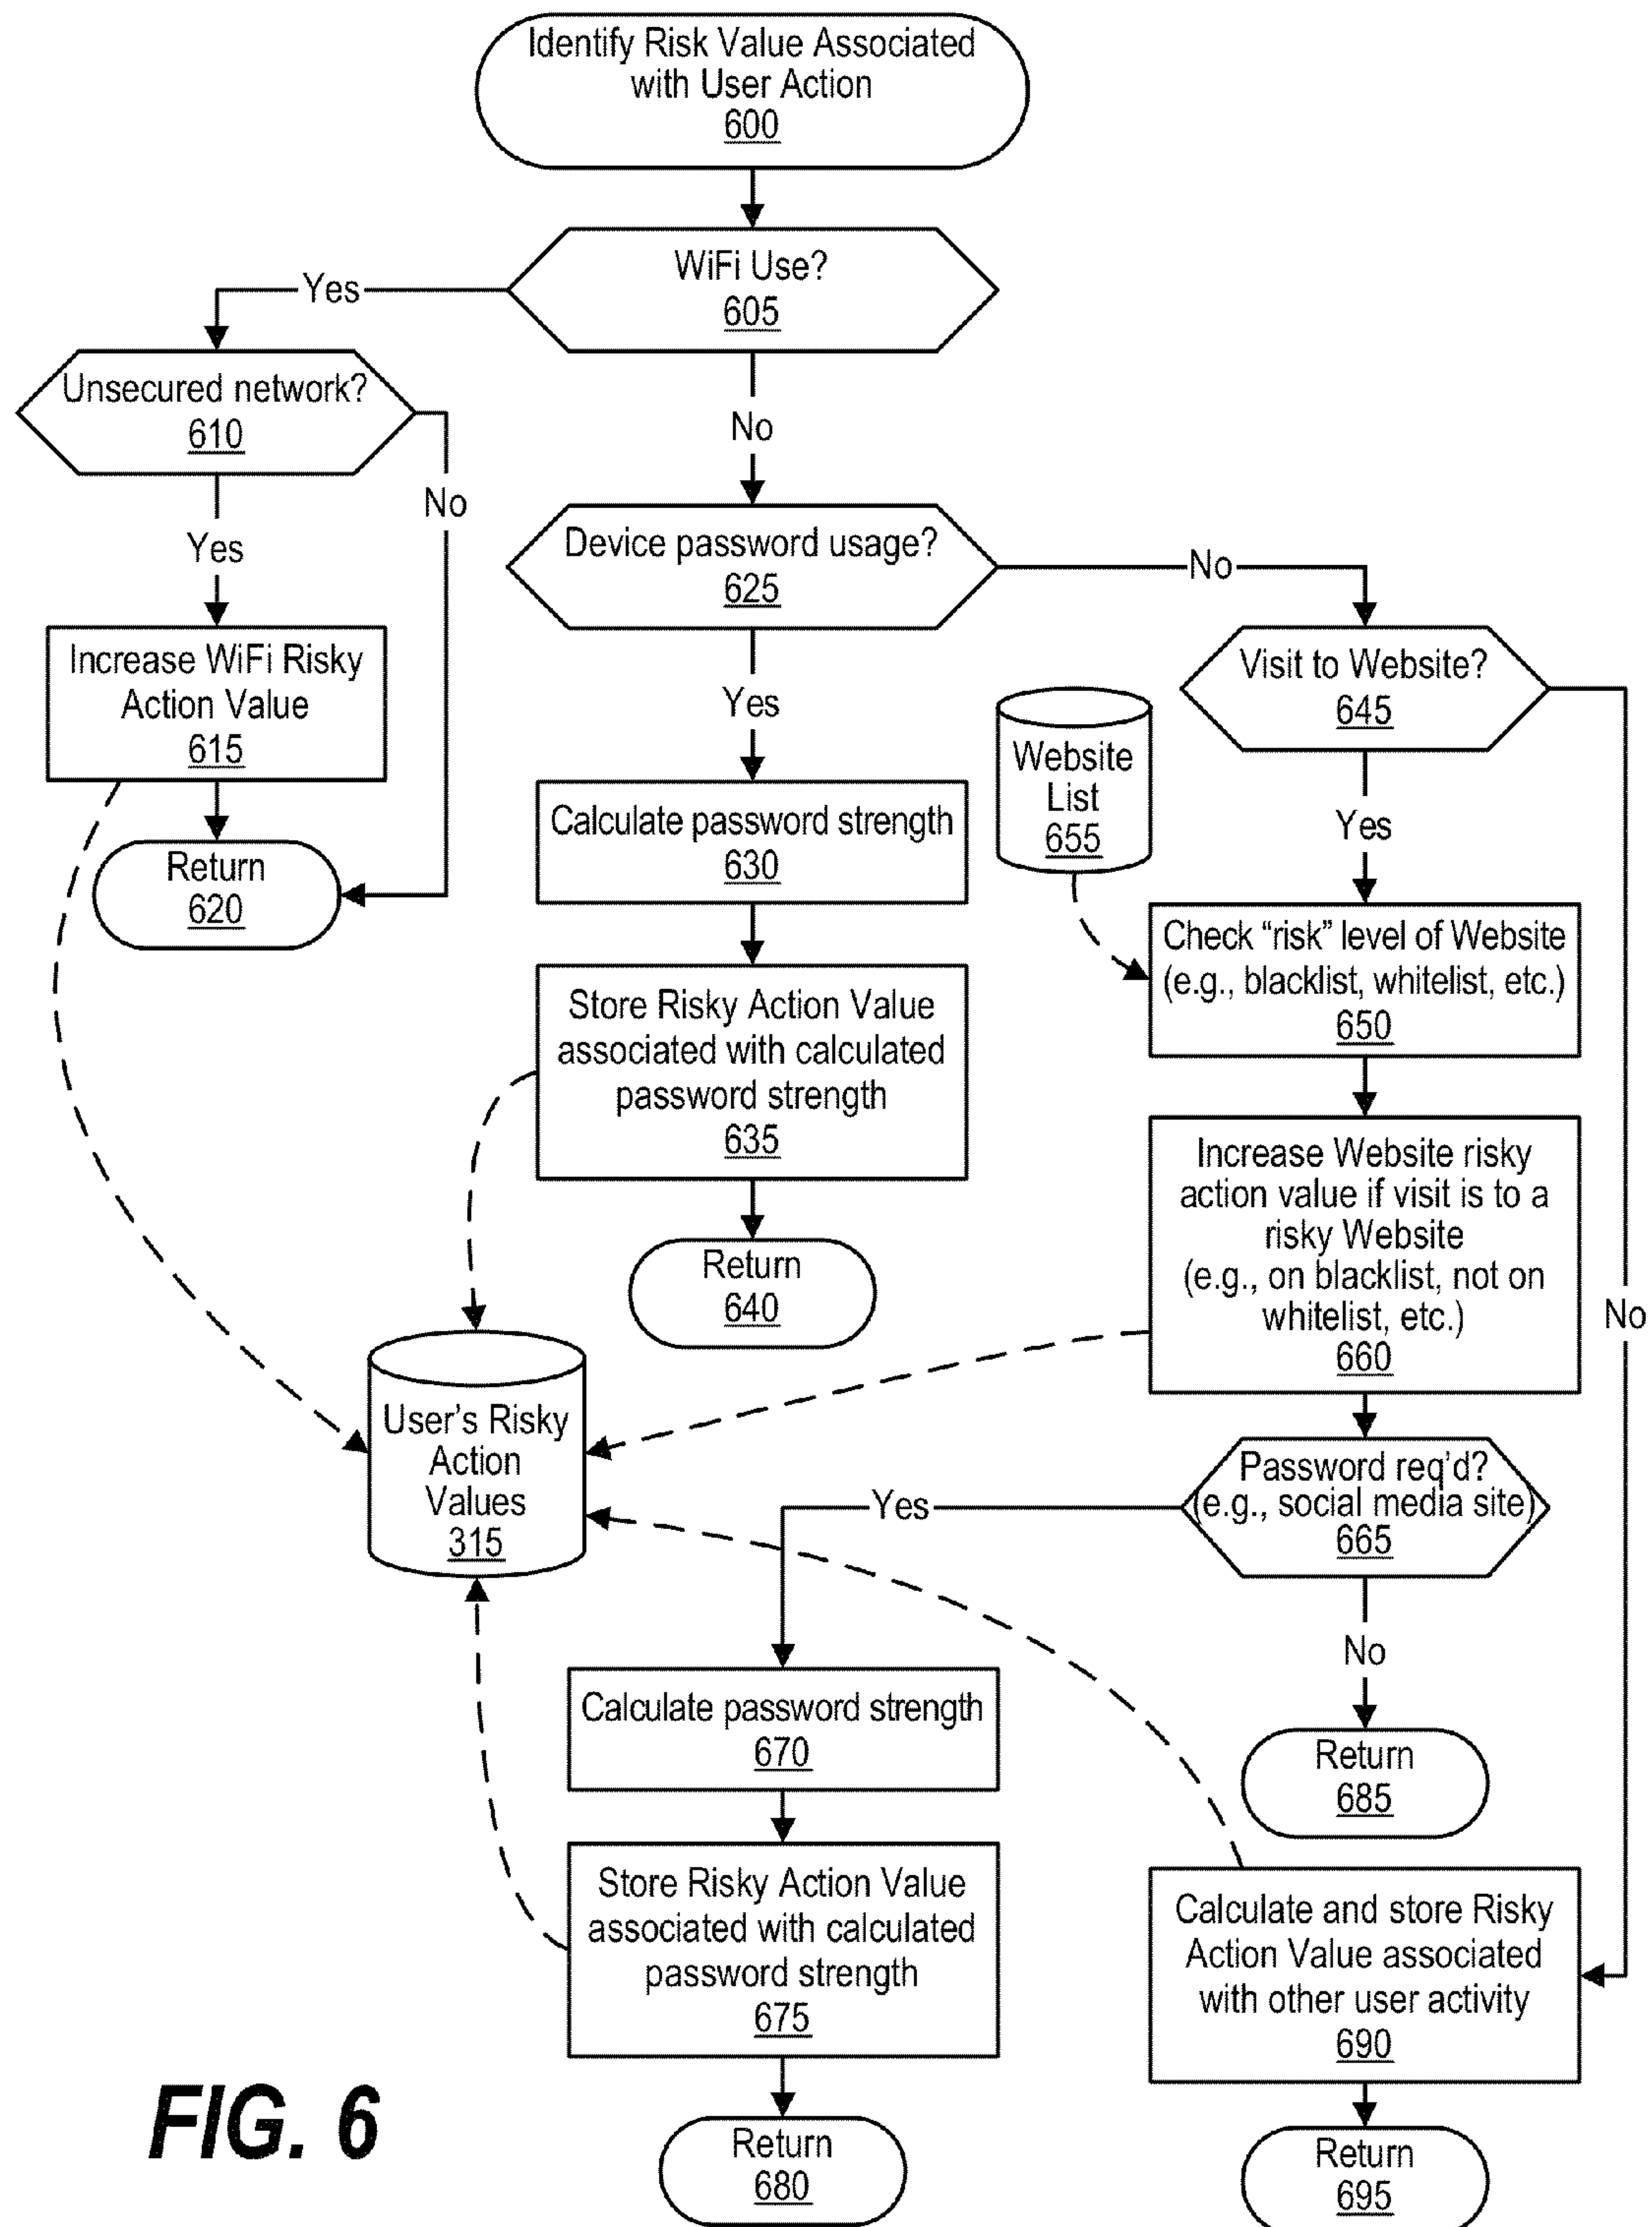 Identify Risk Value Associated
with User Action
600
WiFi Use?
605
Yes
No
Unsecured network?
610
No
Yes
Increase WiFi Risky
Action Value
615
Return
620
Device password usage?
625
No
Yes
Calculate password strength
630
Store Risky Action Value
associated with calculated
password strength
635
Return
640
Visit to Website?
645
Yes
No
Website
List
655
Check “risk” level of Website
(e.g., blacklist, whitelist, etc.)
650
Increase Website risky
action value if visit is to a
risky Website
(e.g., on blacklist, not on
whitelist, etc.)
660
User’s Risky
Action
Values
315
Password req’d?
(e.g., social media site)
665
Yes
No
Calculate password strength
670
Store Risky Action Value
associated with calculated
password strength
675
Return
680
Return
685
Calculate and store Risky
Action Value associated
with other user activity
690
Return
695
FIG. 6